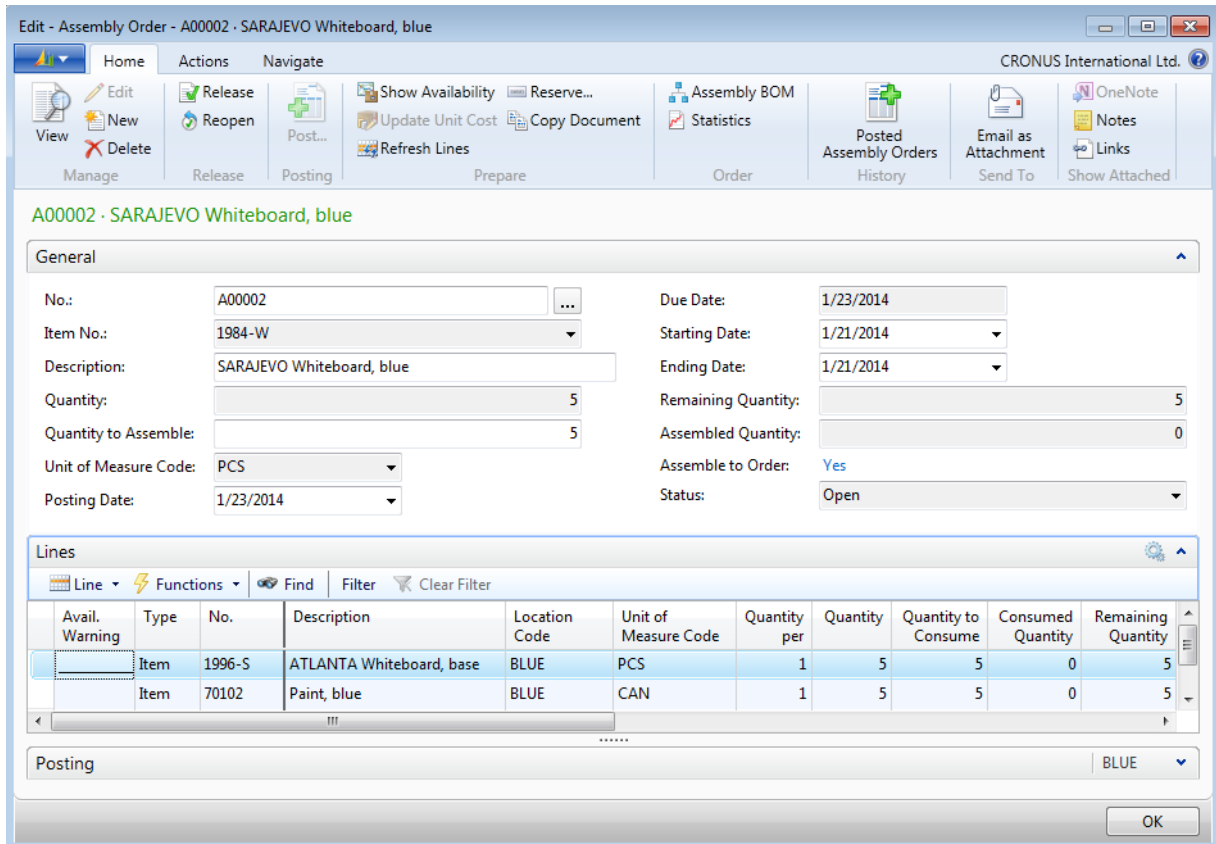 Edit - Assembly Order - A00002 · SARAJEVO Whiteboard, blue
Home Actions Navigate CRONUS International Ltd.
View
Edit
New
Delete
Manage
Release
Reopen
Release
Post...
Posting
Show Availability
Update Unit Cost
Refresh Lines
Reserve...
Copy Document
Prepare
Assembly BOM
Statistics
Order
Posted
Assembly Orders
History
Email as
Attachment
Send To
OneNote
Notes
Links
Show Attached
A00002 · SARAJEVO Whiteboard, blue
General
No.: A00002 ...
Item No.: 1984-W
Description: SARAJEVO Whiteboard, blue
Quantity: 5
Quantity to Assemble: 5
Unit of Measure Code: PCS
Posting Date: 1/23/2014
Due Date: 1/23/2014
Starting Date: 1/21/2014
Ending Date: 1/21/2014
Remaining Quantity: 5
Assembled Quantity: 0
Assemble to Order: Yes
Status: Open
Lines
Line Functions Find Filter Clear Filter
Avail. Warning Type No. Description Location Code Unit of Measure Code Quantity per Quantity Quantity to Consume Consumed Quantity Remaining Quantity
Item 1996-S ATLANTA Whiteboard, base BLUE PCS 1 5 5 0 5
Item 70102 Paint, blue BLUE CAN 1 5 5 0 5
Posting BLUE
OK